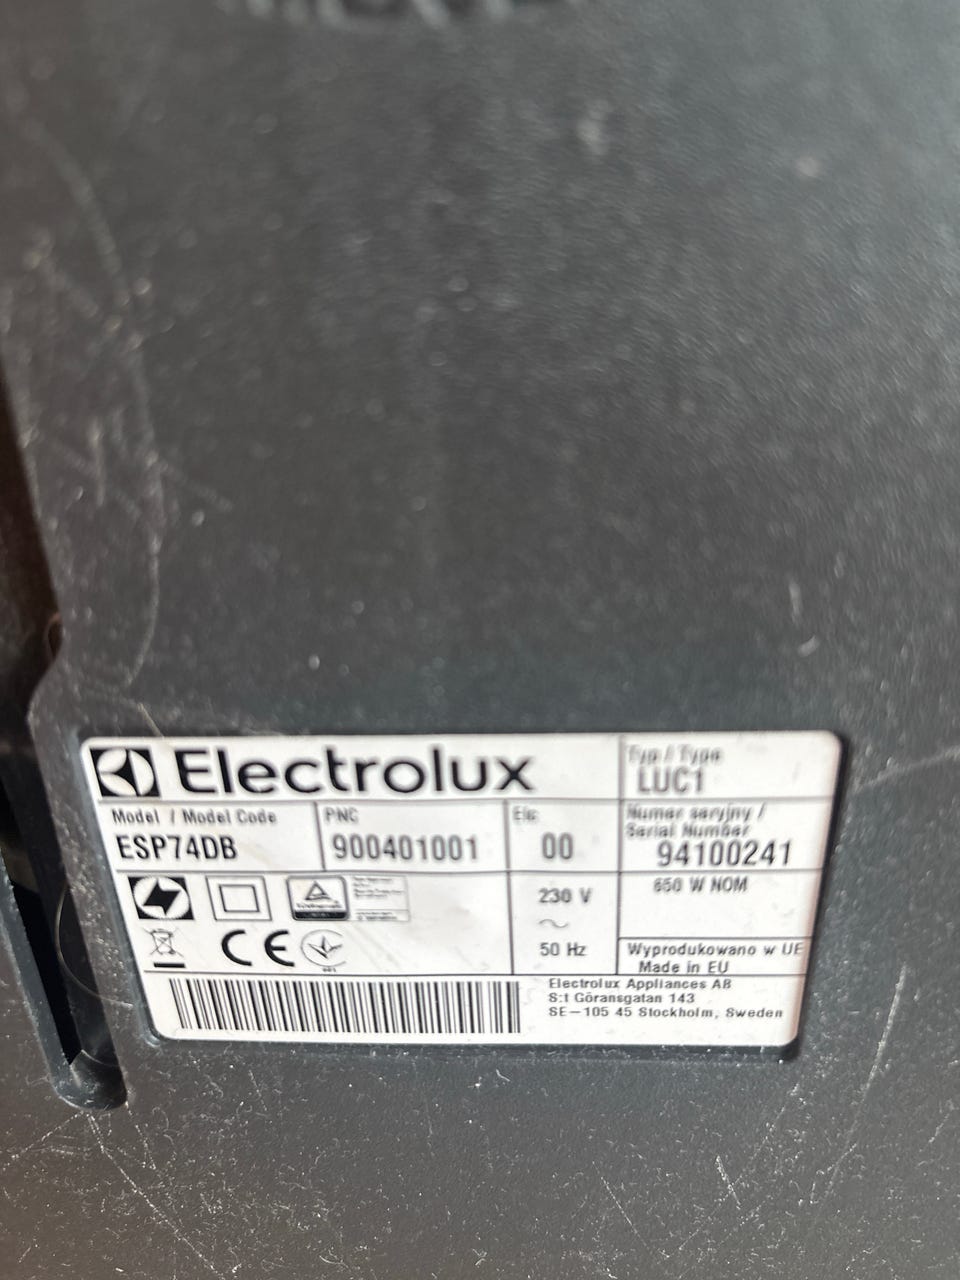 Electrolux
Typ / Type
LUC1
Model / Model Code
ESP74DB
PNC
900401001
Elc
00
Numer seryjny /
Serial Number
94100241
230 V
~
50 Hz
650 W NOM
CE
Wyprodukowano w UE
Made in EU
Electrolux Appliances AB
S:t Göransgatan 143
SE-105 45 Stockholm, Sweden